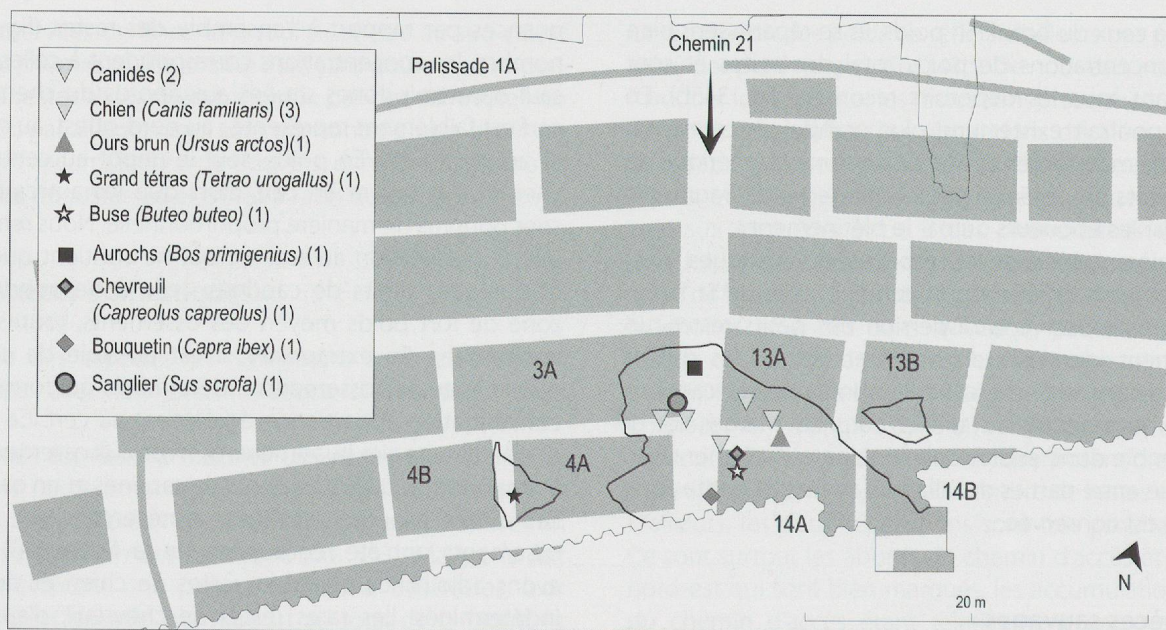 Chemin 21
Palissade 1A
Canidés (2)
Chien (Canis familiaris) (3)
Ours brun (Ursus arctos)(1)
Grand tétras (Tetrao urogallus) (1)
Buse (Buteo buteo) (1)
Aurochs (Bos primigenius) (1)
Chevreuil
(Capreolus capreolus) (1)
Bouquetin (Capra ibex) (1)
Sanglier (Sus scrofa) (1)
3A
13A
13B
4B
4A
14B
14A
N
20 m